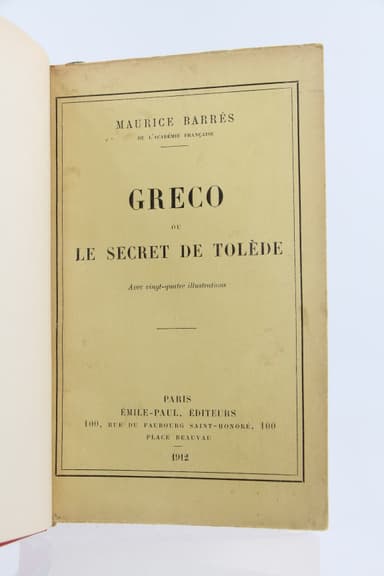 MAURICE BARRÈS
DE L'ACADÉMIE FRANÇAISE
GRECO
OU
LE SECRET DE TOLÈDE
Avec vingt-quatre illustrations
PARIS
ÉMILE-PAUL, ÉDITEURS
100, RUE DU FAUBOURG SAINT-HONORÉ, 100
PLACE BEAUVAU
1912